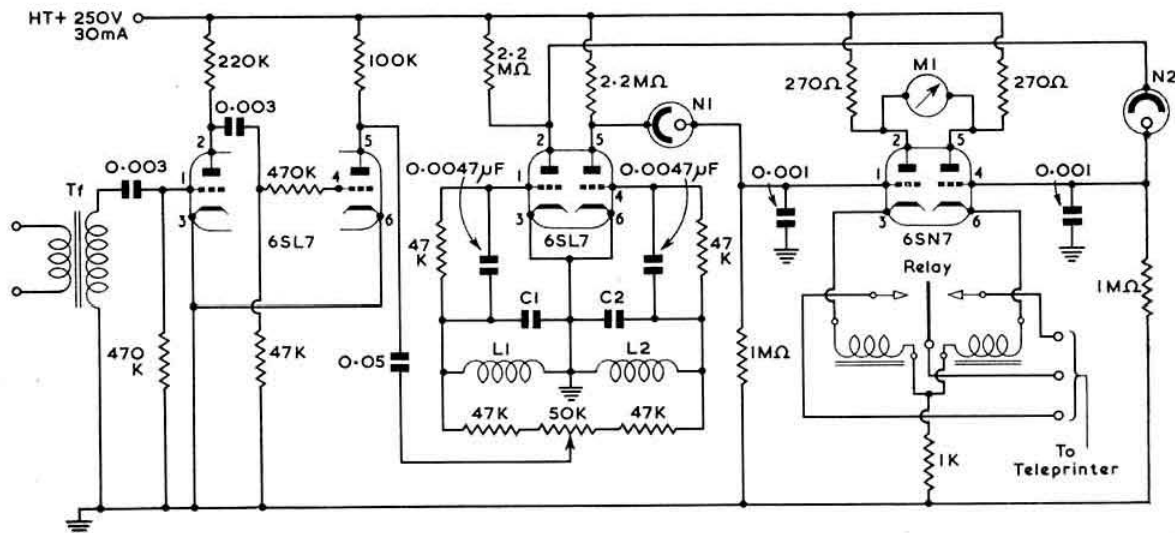 HT+ 250V
30mA
220K
100K
2·2
MΩ
2·2MΩ
N1
270Ω
M1
270Ω
N2
0·003
0·003
Tf
470K
0·0047µF
0·0047µF
0·001
0·001
1
2
3
4
5
6
6SL7
1
2
3
4
5
6
6SL7
1
2
3
4
5
6
6SN7
47
K
47
K
C1
C2
L1
L2
Relay
470
K
47K
0·05
47K
50K
47K
1MΩ
1MΩ
1K
To
Teleprinter